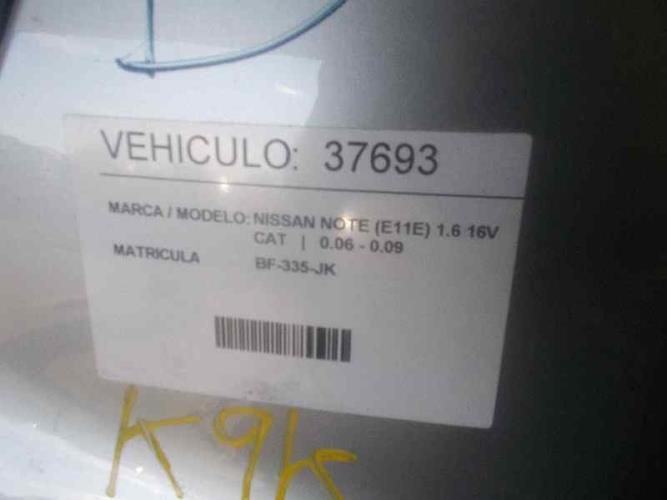 VEHICULO: 37693
MARCA / MODELO: NISSAN NOTE (E11E) 1.6 16V
CAT | 0.06 - 0.09
MATRICULA BF-335-JK
K9K